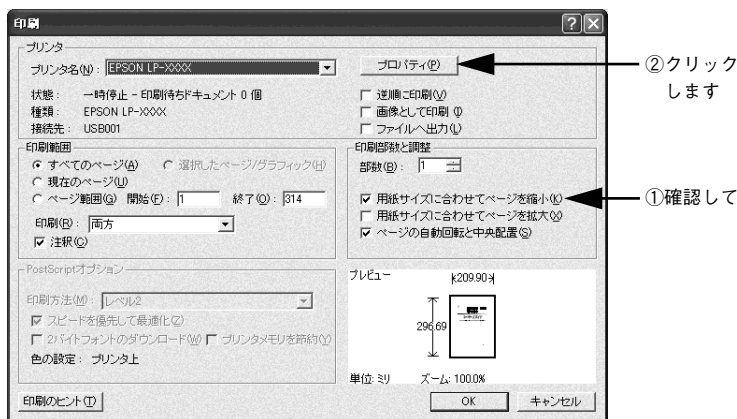 印刷
プリンタ
プリンタ名(N): EPSON LP-XXXX
プロパティ(P)
②クリック
します
状態: 一時停止 - 印刷待ちドキュメント 0 個
種類: EPSON LP-XXXX
接続先: USB001
逆順に印刷(V)
画像として印刷(I)
ファイルへ出力(L)
印刷範囲
すべてのページ(A) 選択したページ/グラフィック(H)
現在のページ(U)
ページ範囲(G) 開始(F): 1 終了(O): 314
印刷(R): 両方
注釈(C)
印刷部数と調整
部数(B): 1
用紙サイズに合わせてページを縮小(K)
①確認して
用紙サイズに合わせてページを拡大(X)
ページの自動回転と中央配置(S)
PostScriptオプション
印刷方法(M): レベル2
スピードを優先して最適化(Z)
2バイトフォントのダウンロード(W) プリンタメモリを節約(Y)
色の設定: プリンタ上
プレビュー
209.90
296.69
単位: ミリ ズーム: 100.0%
印刷のヒント(T)
OK キャンセル